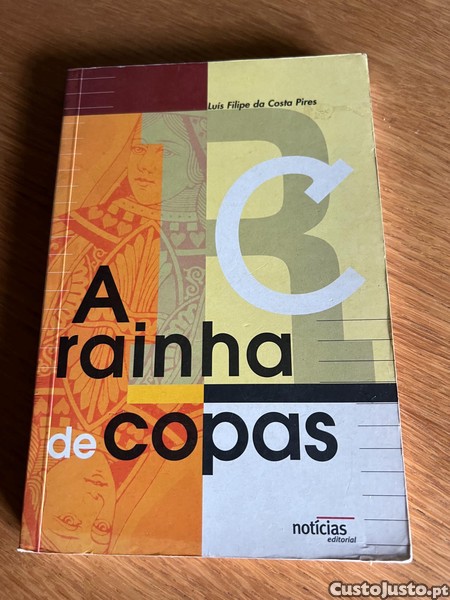 Luís Filipe da Costa Pires
R
C
A
rainha
de copas
notícias
editorial
CustoJusto.pt